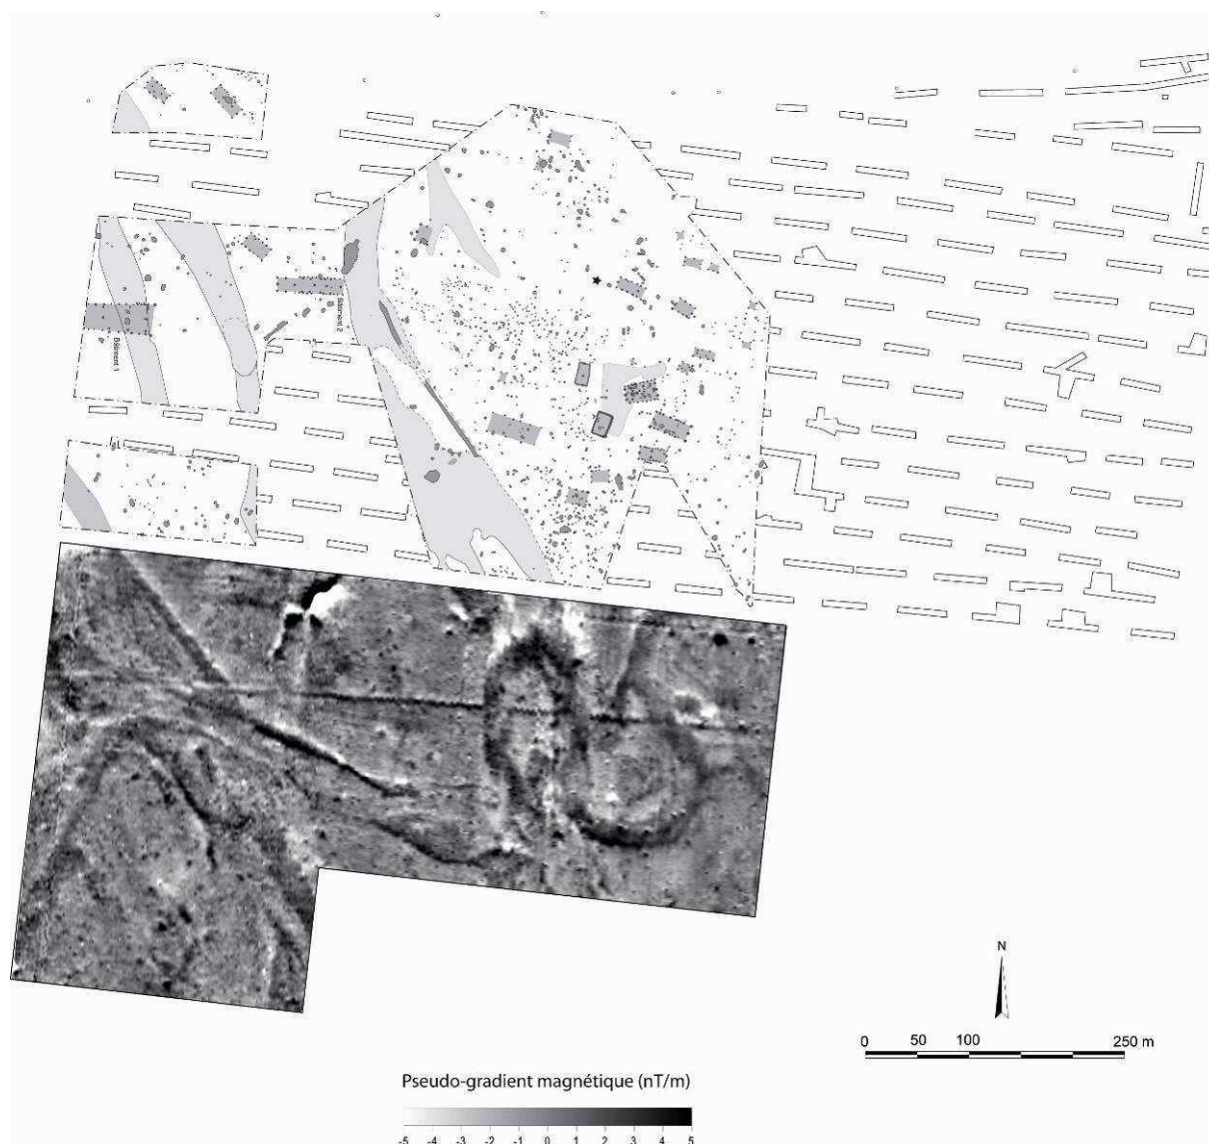 Bâtiment 2
Bâtiment 1
N
0 50 100 250 m
Pseudo-gradient magnétique (nT/m)
-5 -4 -3 -2 -1 0 1 2 3 4 5